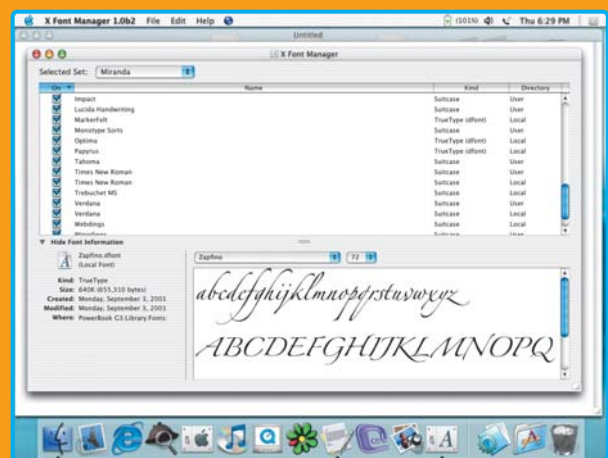 X Font Manager 1.0b2 File Edit Help (101%) Thu 6:29 PM
Untitled
X Font Manager
Selected Set: Miranda
On Name Kind Directory
Impact Suitcase User
Lucida Handwriting Suitcase User
MarkerFelt TrueType (dfont) Local
Monotype Sorts Suitcase User
Optima TrueType (dfont) Local
Papyrus TrueType (dfont) Local
Tahoma Suitcase User
Times New Roman Suitcase User
Times New Roman Suitcase Local
Trebuchet MS Suitcase Local
Verdana Suitcase User
Verdana Suitcase Local
Webdings Suitcase Local
Hide Font Information
Zapfino.dfont
(Local Font)
Kind: TrueType
Size: 640K (655,310 bytes)
Created: Monday, September 3, 2001
Modified: Monday, September 3, 2001
Where: PowerBook G3:Library:Fonts:
Zapfino 72
abcdefghijklmnopqrstuvwxyz
ABCDEFGHIJKLMNOPQ